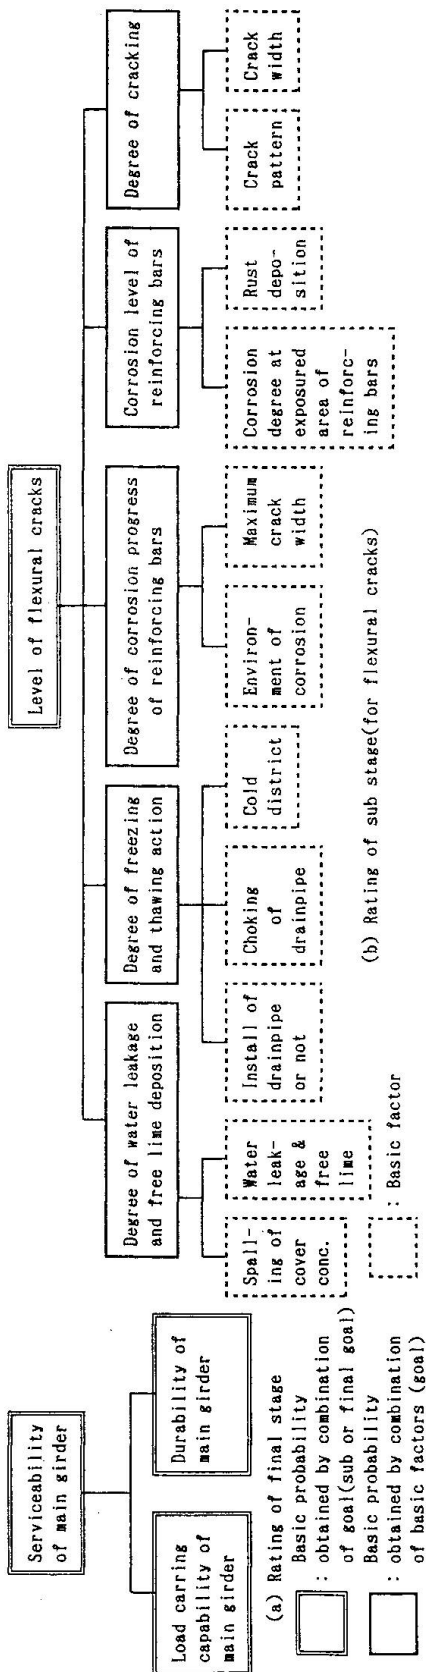 Serviceability
of main girder
Load carring
capability of
main girder
Durability of
main girder
(a) Rating of final stage
Basic probability
: obtained by combination
of goal(sub or final goal)
Basic probability
: obtained by combination
of basic factors (goal)
Level of flexural cracks
Degree of water leakage
and free lime deposition
Degree of freezing
and thawing action
Degree of corrosion progress
of reinforcing bars
Corrosion level of
reinforcing bars
Degree of cracking
Spall-
ing of
cover
conc.
Water
leak-
age &
free
lime
Install of
drainpipe
or not
Choking
of
drainpipe
Cold
district
Environ-
ment of
corrosion
Maximum
crack
width
Corrosion
degree at
exposured
area of
reinforc-
ing bars
Rust
depo-
sition
Crack
pattern
Crack
width
: Basic factor
(b) Rating of sub stage(for flexural cracks)